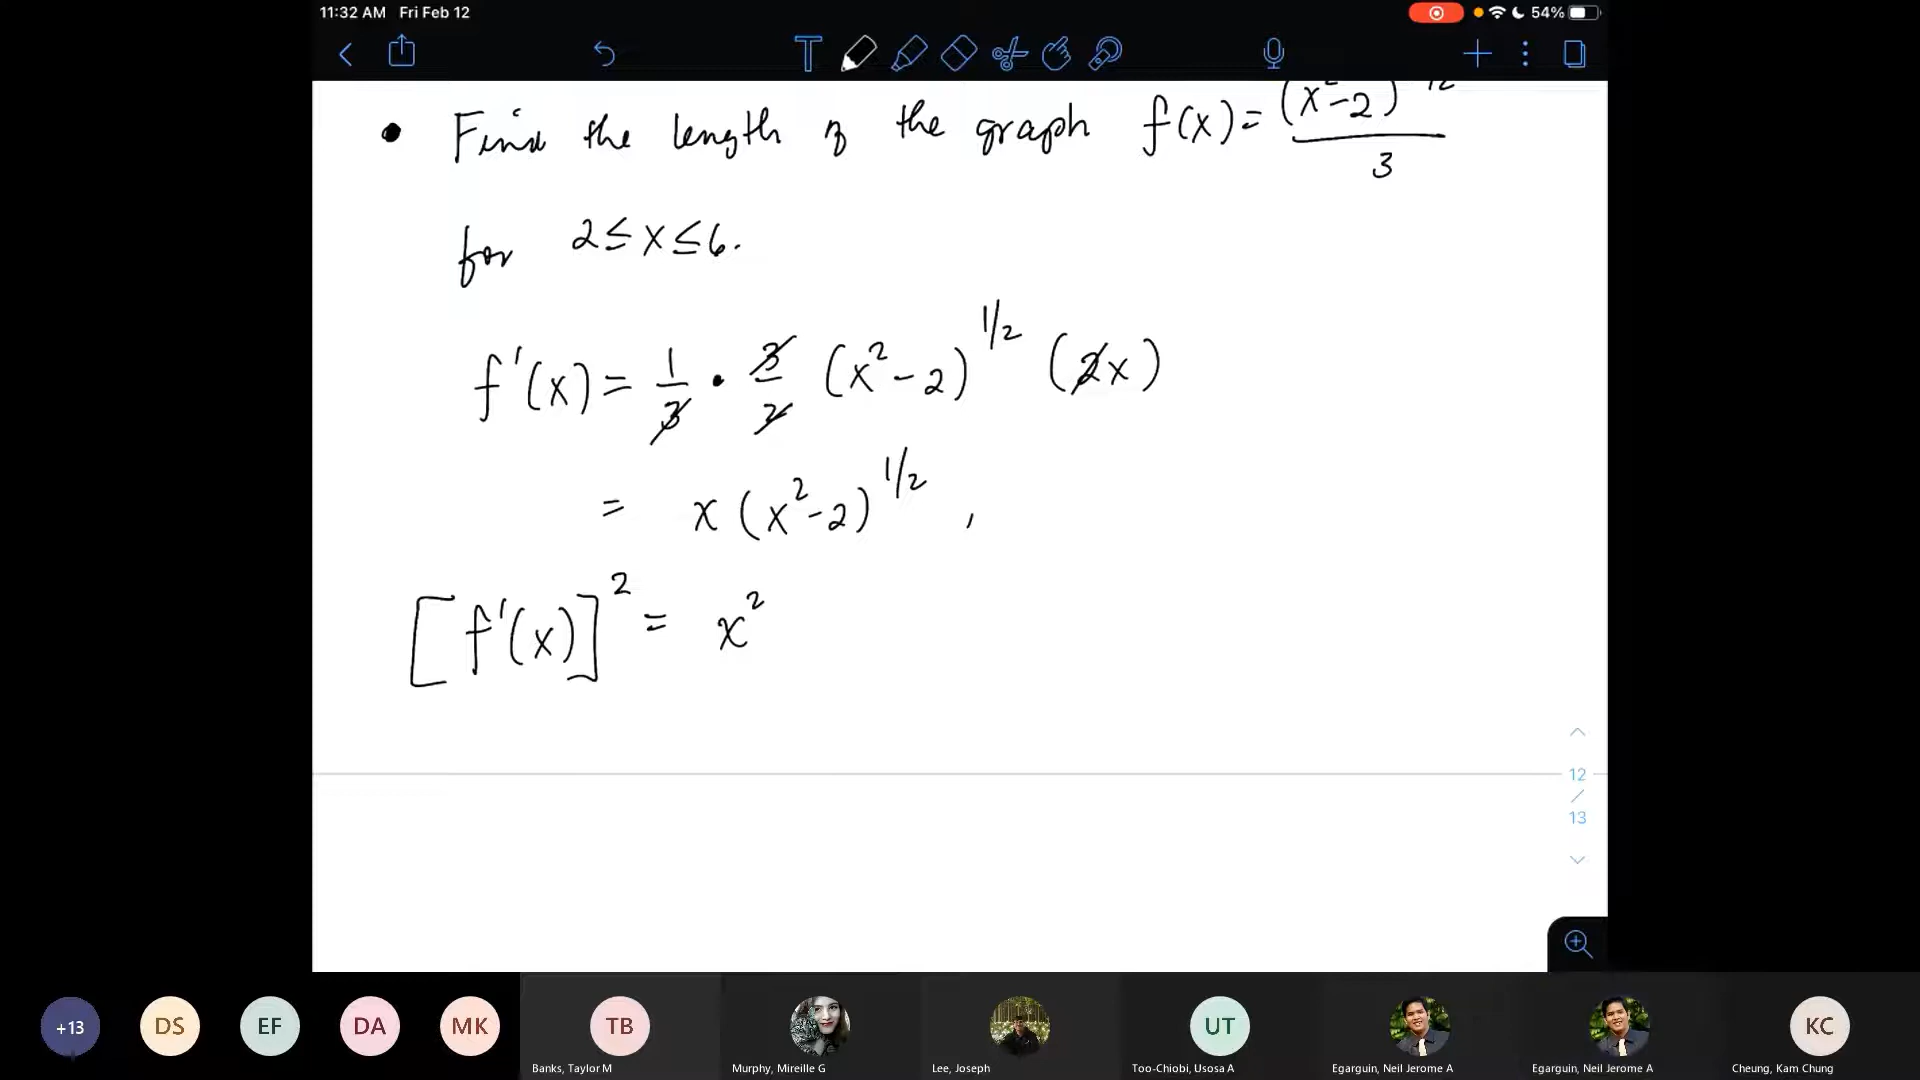 11:32 AM Fri Feb 12
54%
• Find the length of the graph f(x) = (x²-2) / 3
for 2 ≤ x ≤ 6.
f'(x) = 1/3 • 3/2 (x²-2)^1/2 (2x)
= x (x²-2)^1/2 ,
[f'(x)]² = x²
12
/
13
+13
DS
EF
DA
MK
TB
UT
KC
Banks, Taylor M
Murphy, Mireille G
Lee, Joseph
Too-Chiobi, Usosa A
Egarguin, Neil Jerome A
Egarguin, Neil Jerome A
Cheung, Kam Chung